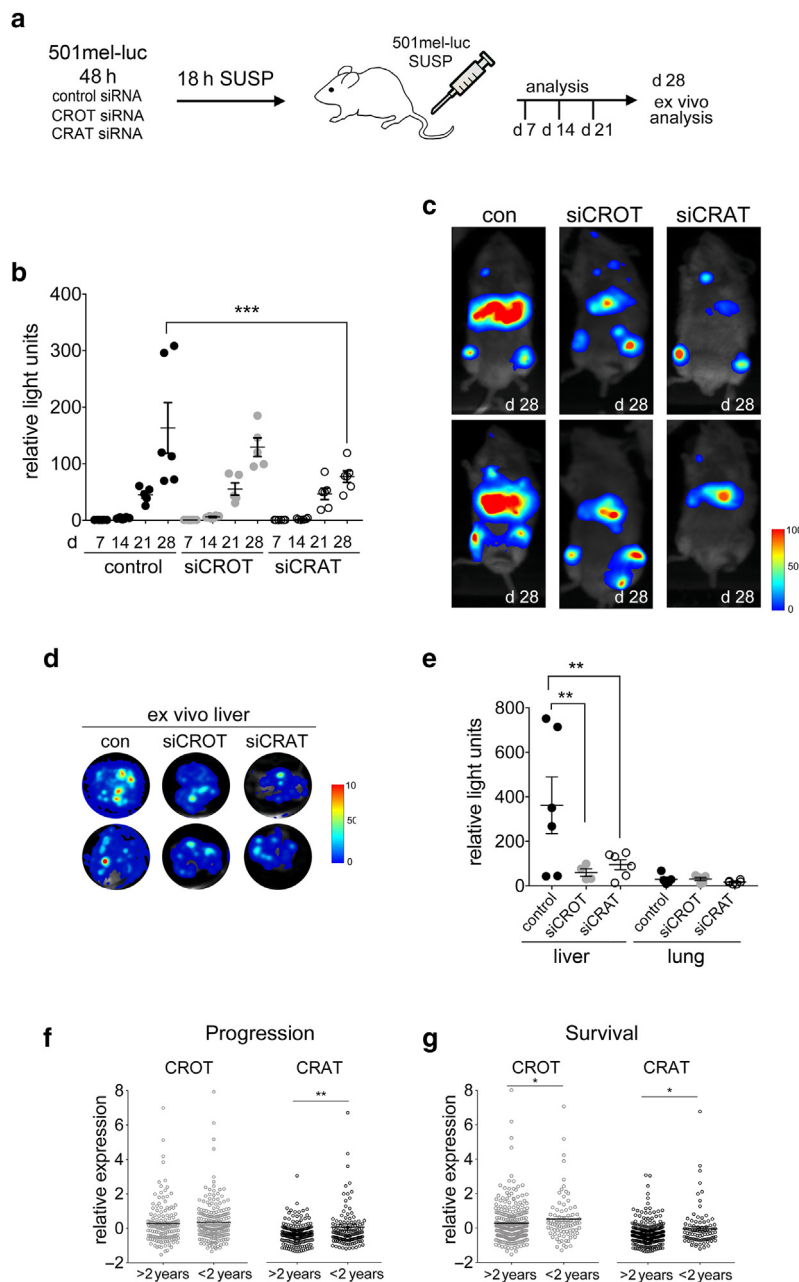 a
501mel-luc
48 h
control siRNA
CROT siRNA
CRAT siRNA
18 h SUSP
501mel-luc
SUSP
analysis
d 7 d 14 d 21
d 28
ex vivo
analysis
b
relative light units
400
300
200
100
0
***
d 7 14 21 28 7 14 21 28 7 14 21 28
control siCROT siCRAT
c
con siCROT siCRAT
d 28 d 28 d 28
d 28 d 28 d 28
100
50
0
d
ex vivo liver
con siCROT siCRAT
10
5
0
e
relative light units
800
600
400
200
0
**
**
control siCROT siCRAT control siCROT siCRAT
liver lung
f
Progression
CROT CRAT
relative expression
8
6
4
2
0
–2
**
>2 years <2 years >2 years <2 years
g
Survival
CROT CRAT
relative expression
8
6
4
2
0
–2
*
*
>2 years <2 years >2 years <2 years